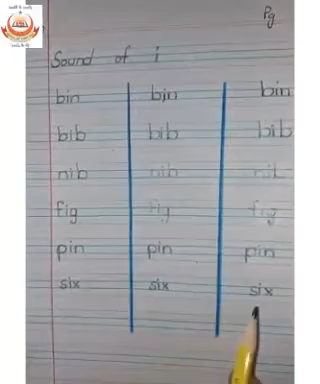 Pg
Sound of i
bin bin bin
bib bib bib
nib nib nib
fig fig fig
pin pin pin
six six six